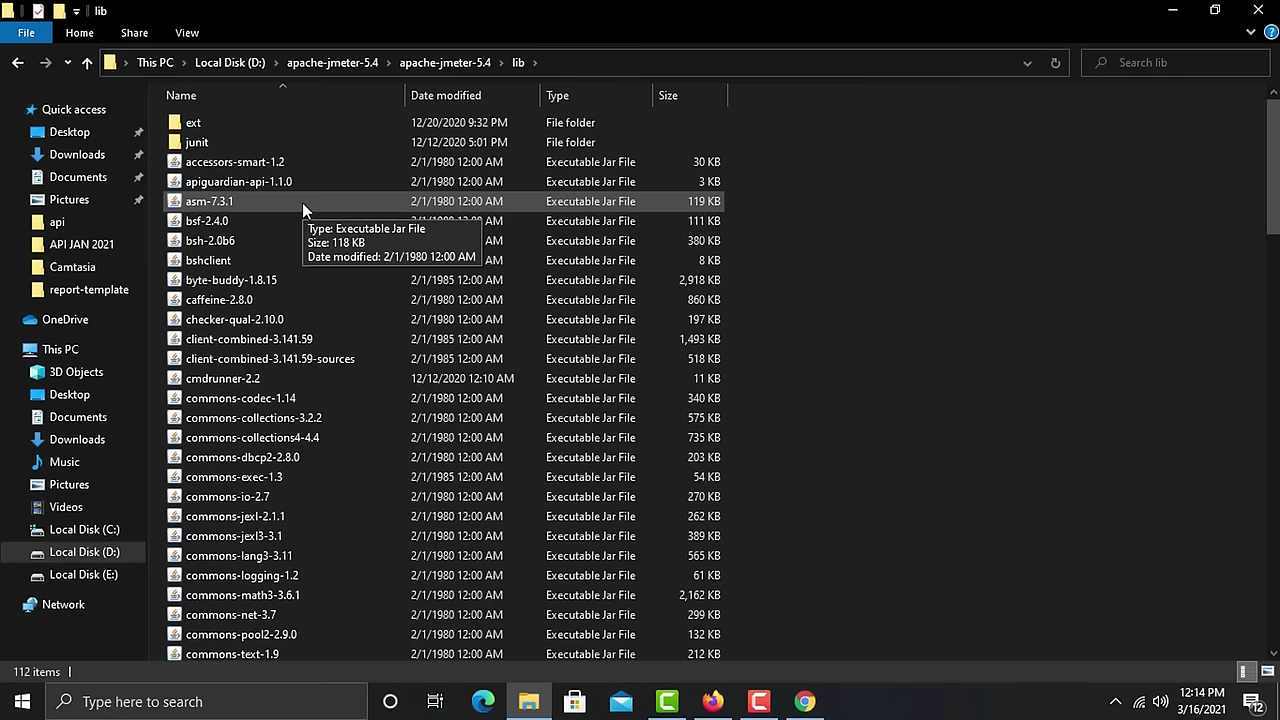 lib
File Home Share View
This PC Local Disk (D:) apache-jmeter-5.4 apache-jmeter-5.4 lib
Search lib
Name Date modified Type Size
Quick access
Desktop
Downloads
Documents
Pictures
api
API JAN 2021
Camtasia
report-template
OneDrive
This PC
3D Objects
Desktop
Documents
Downloads
Music
Pictures
Videos
Local Disk (C:)
Local Disk (D:)
Local Disk (E:)
Network
ext 12/20/2020 9:32 PM File folder
junit 12/12/2020 5:01 PM File folder
accessors-smart-1.2 2/1/1980 12:00 AM Executable Jar File 30 KB
apiguardian-api-1.1.0 2/1/1980 12:00 AM Executable Jar File 3 KB
asm-7.3.1 2/1/1980 12:00 AM Executable Jar File 119 KB
bsf-2.4.0 Executable Jar File 111 KB
Type: Executable Jar File
Size: 118 KB
Date modified: 2/1/1980 12:00 AM
bsh-2.0b6 AM Executable Jar File 380 KB
bshclient AM Executable Jar File 8 KB
byte-buddy-1.8.15 2/1/1985 12:00 AM Executable Jar File 2,918 KB
caffeine-2.8.0 2/1/1980 12:00 AM Executable Jar File 860 KB
checker-qual-2.10.0 2/1/1980 12:00 AM Executable Jar File 197 KB
client-combined-3.141.59 2/1/1985 12:00 AM Executable Jar File 1,493 KB
client-combined-3.141.59-sources 2/1/1985 12:00 AM Executable Jar File 518 KB
cmdrunner-2.2 12/12/2020 12:10 AM Executable Jar File 11 KB
commons-codec-1.14 2/1/1980 12:00 AM Executable Jar File 340 KB
commons-collections-3.2.2 2/1/1980 12:00 AM Executable Jar File 575 KB
commons-collections4-4.4 2/1/1980 12:00 AM Executable Jar File 735 KB
commons-dbcp2-2.8.0 2/1/1980 12:00 AM Executable Jar File 203 KB
commons-exec-1.3 2/1/1985 12:00 AM Executable Jar File 54 KB
commons-io-2.7 2/1/1980 12:00 AM Executable Jar File 270 KB
commons-jexl-2.1.1 2/1/1980 12:00 AM Executable Jar File 262 KB
commons-jexl3-3.1 2/1/1980 12:00 AM Executable Jar File 389 KB
commons-lang3-3.11 2/1/1980 12:00 AM Executable Jar File 565 KB
commons-logging-1.2 2/1/1980 12:00 AM Executable Jar File 61 KB
commons-math3-3.6.1 2/1/1980 12:00 AM Executable Jar File 2,162 KB
commons-net-3.7 2/1/1980 12:00 AM Executable Jar File 299 KB
commons-pool2-2.9.0 2/1/1980 12:00 AM Executable Jar File 132 KB
commons-text-1.9 2/1/1980 12:00 AM Executable Jar File 212 KB
112 items
Type here to search
12:14 PM
3/16/2021
12